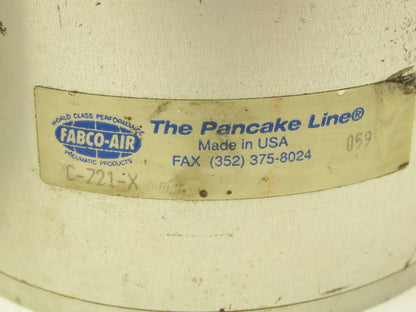 WORLD CLASS PERFORMANCE
FABCO-AIR
PNEUMATIC PRODUCTS
The Pancake Line®
Made in USA
FAX (352) 375-8024
059
C-721-X